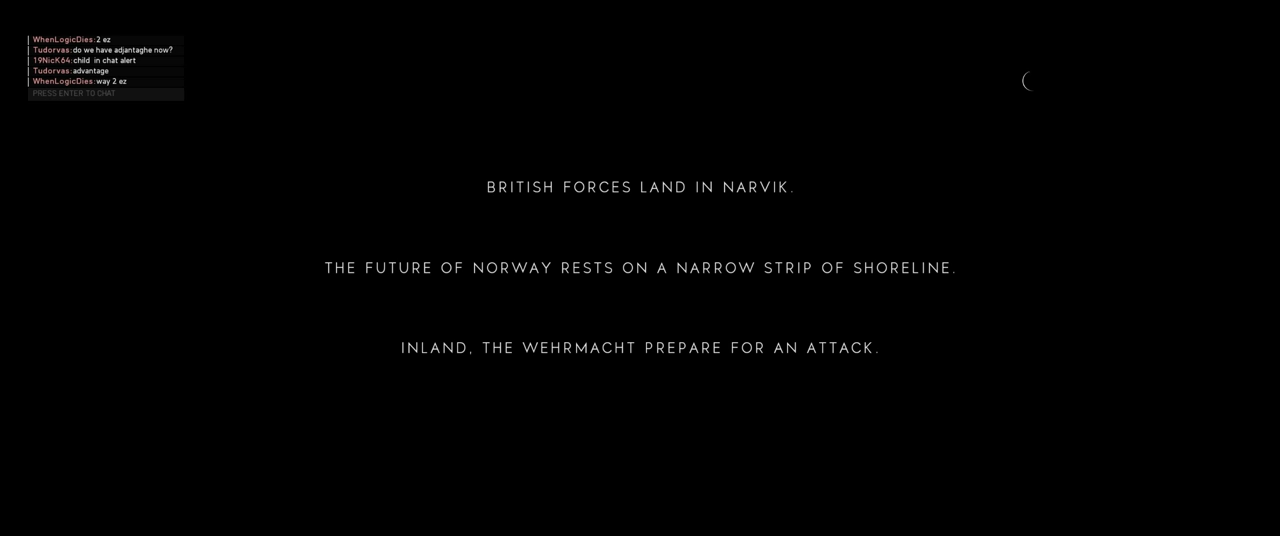 WhenLogicDies:2 ez
Tudorvas:do we have adjantaghe now?
19NicK64:child in chat alert
Tudorvas:advantage
WhenLogicDies:way 2 ez
PRESS ENTER TO CHAT
BRITISH FORCES LAND IN NARVIK.
THE FUTURE OF NORWAY RESTS ON A NARROW STRIP OF SHORELINE.
INLAND, THE WEHRMACHT PREPARE FOR AN ATTACK.